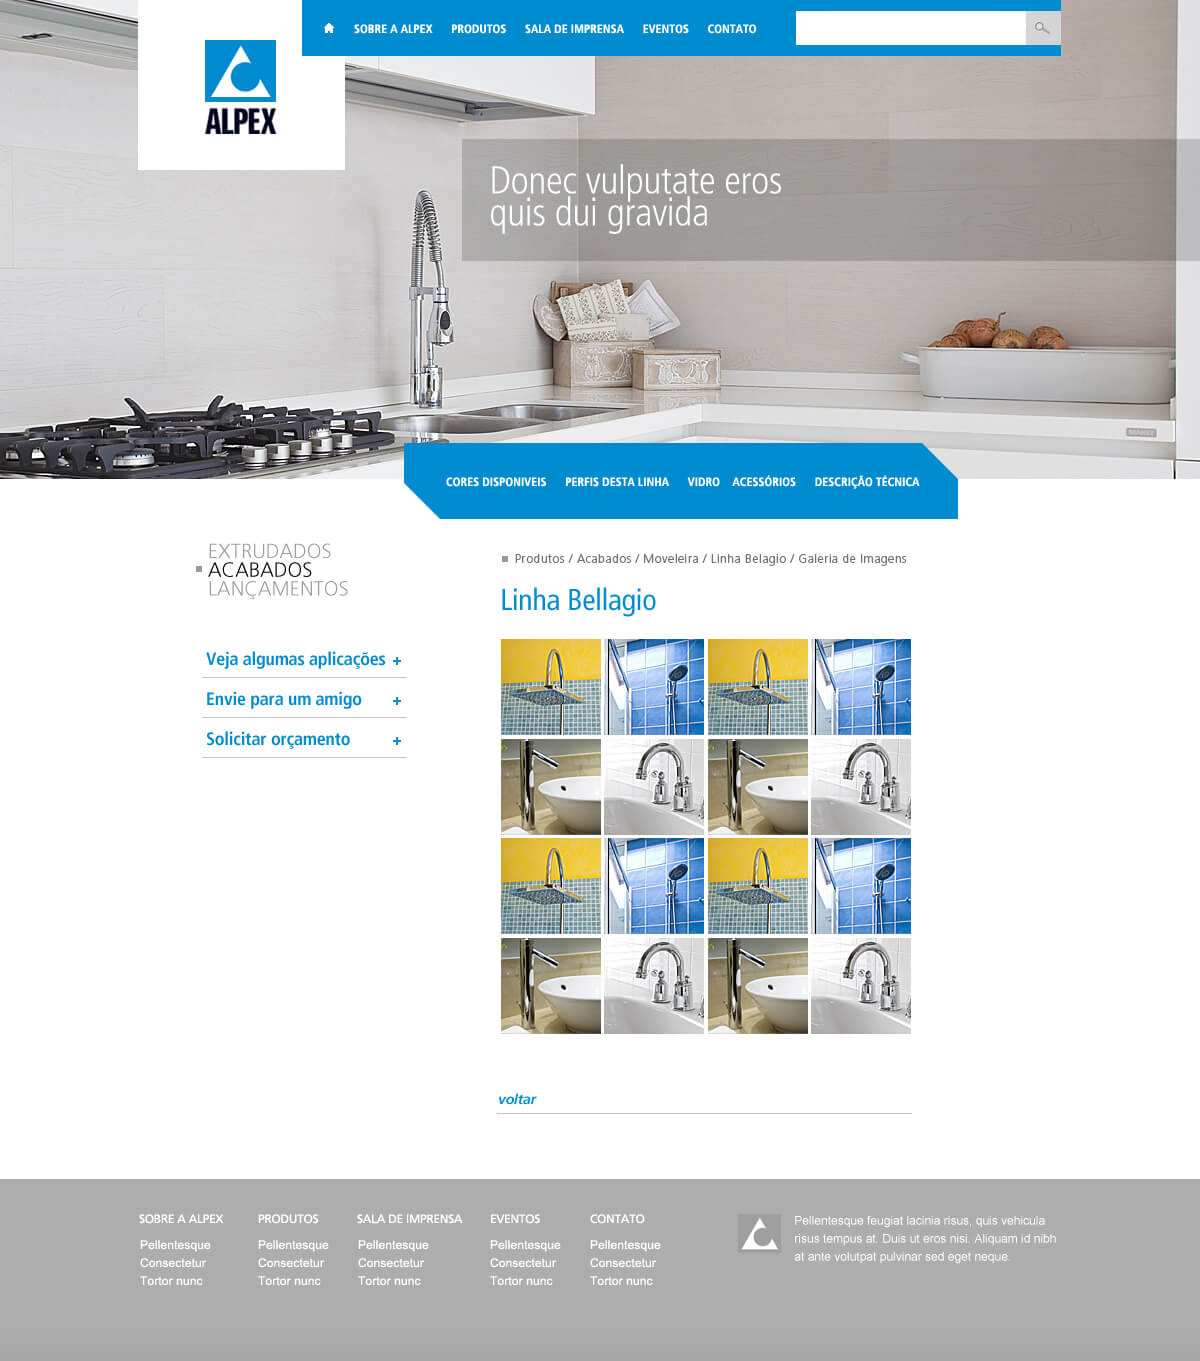 SOBRE A ALPEX PRODUTOS SALA DE IMPRENSA EVENTOS CONTATO
ALPEX
Donec vulputate eros
quis dui gravida
CORES DISPONIVEIS PERFIS DESTA LINHA VIDRO ACESSÓRIOS DESCRIÇÃO TÉCNICA
EXTRUDADOS
ACABADOS
LANÇAMENTOS
Veja algumas aplicações +
Envie para um amigo +
Solicitar orçamento +
Produtos / Acabados / Moveleira / Linha Belagio / Galeria de Imagens
Linha Bellagio
voltar
SOBRE A ALPEX
Pellentesque
Consectetur
Tortor nunc
PRODUTOS
Pellentesque
Consectetur
Tortor nunc
SALA DE IMPRENSA
Pellentesque
Consectetur
Tortor nunc
EVENTOS
Pellentesque
Consectetur
Tortor nunc
CONTATO
Pellentesque
Consectetur
Tortor nunc
Pellentesque feugiat lacinia risus, quis vehicula
risus tempus at. Duis ut eros nisi. Aliquam id nibh
at ante volutpat pulvinar sed eget neque.